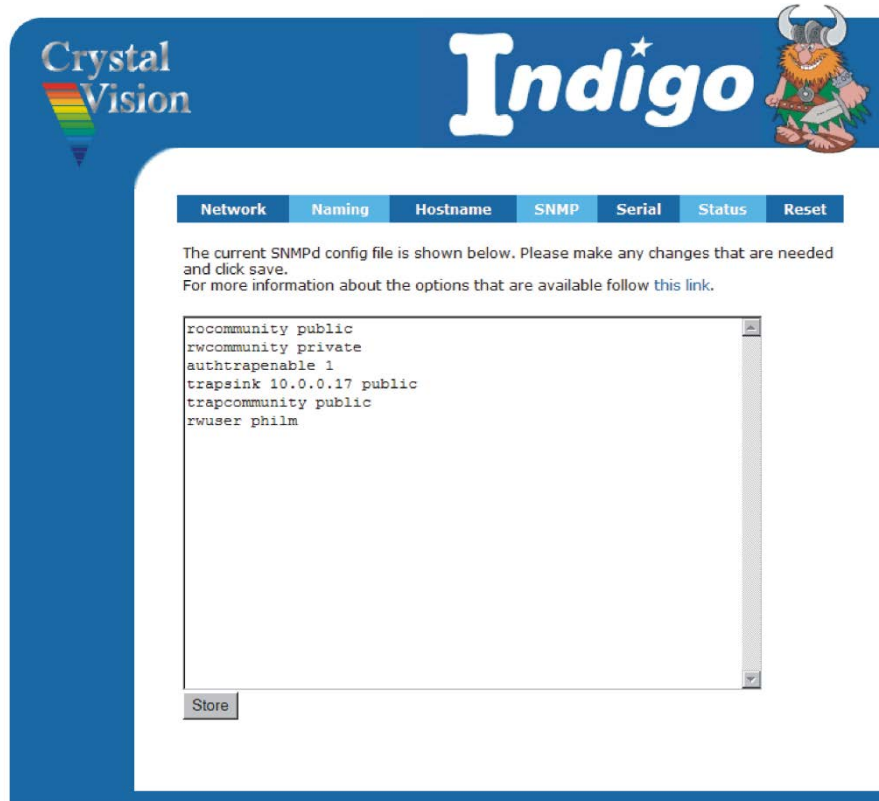 Crystal
Vision
Indigo
Network Naming Hostname SNMP Serial Status Reset
The current SNMPd config file is shown below. Please make any changes that are needed
and click save.
For more information about the options that are available follow this link.
rocommunity public
rwcommunity private
authtrapenable 1
trapsink 10.0.0.17 public
trapcommunity public
rwuser philm
Store